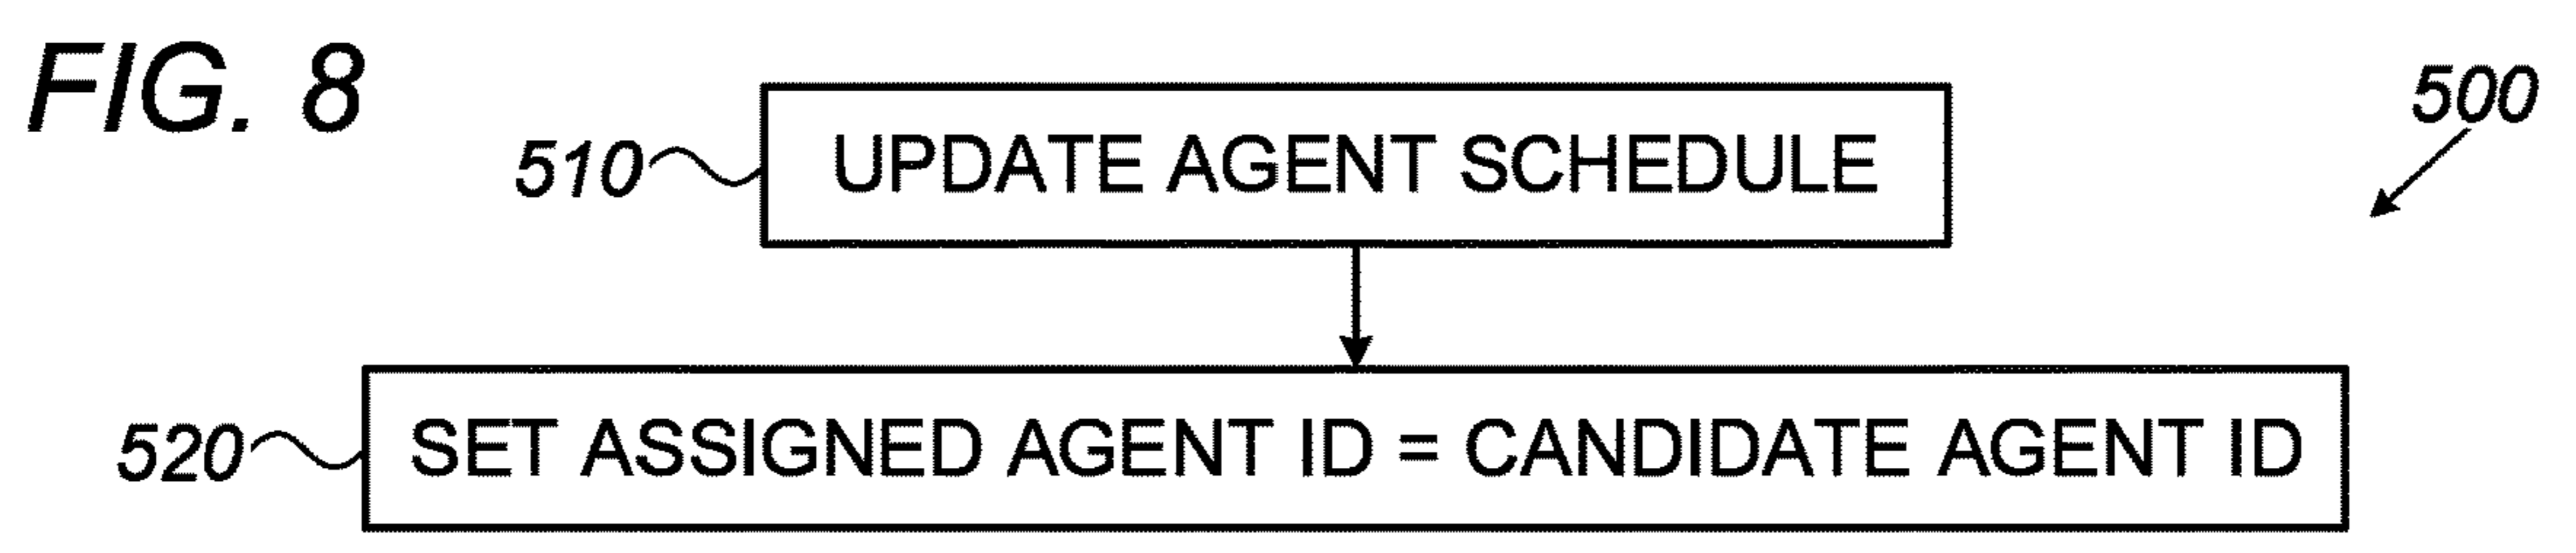 FIG. 8
500
510
UPDATE AGENT SCHEDULE
520
SET ASSIGNED AGENT ID = CANDIDATE AGENT ID